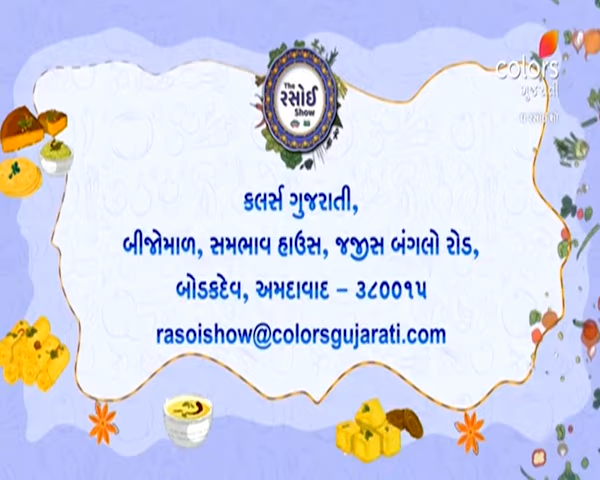 The
રસોઈ
Show
colors
ગુજરાતી
કલર્સ ગુજરાતી,
બીજોમાળ, સમભાવ હાઉસ, જજીસ બંગલો રોડ,
બોડકદેવ, અમદાવાદ – ૩૮૦૦૧૫
rasoishow@colorsgujarati.com